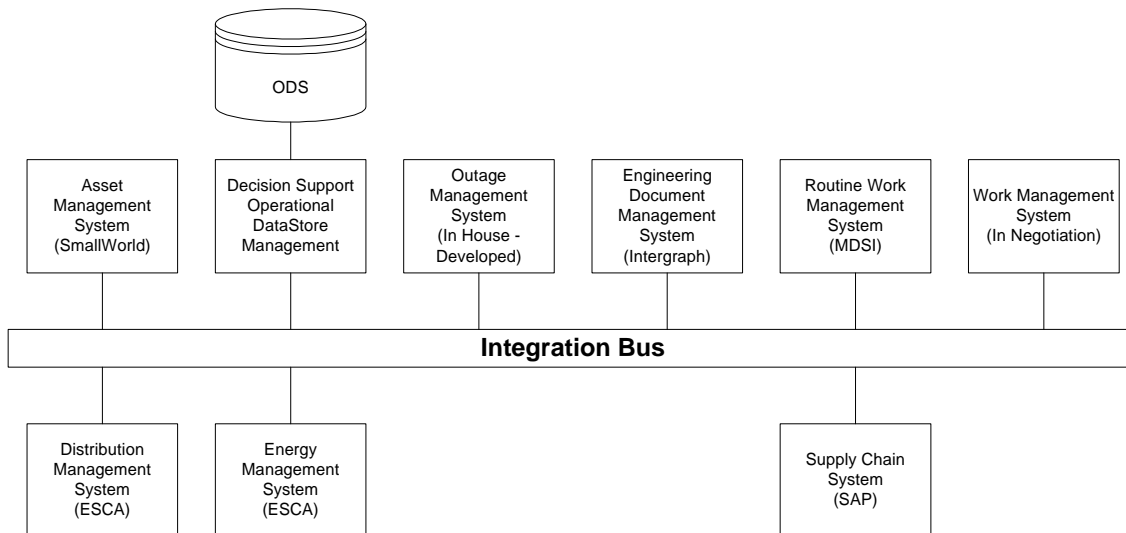 ODS
Asset
Management
System
(SmallWorld)
Decision Support
Operational
DataStore
Management
Outage
Management
System
(In House -
Developed)
Engineering
Document
Management
System
(Intergraph)
Routine Work
Management
System
(MDSI)
Work Management
System
(In Negotiation)
Integration Bus
Distribution
Management
System
(ESCA)
Energy
Management
System
(ESCA)
Supply Chain
System
(SAP)